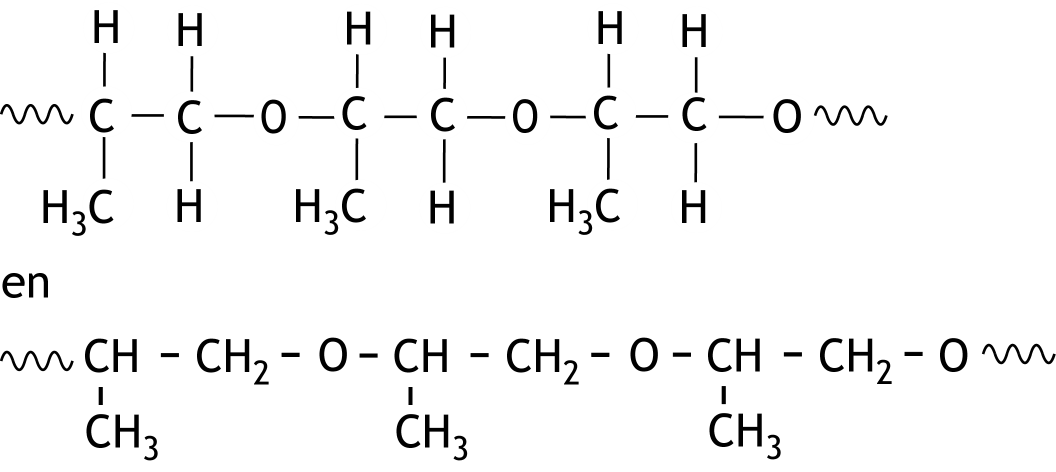 H H H H H H
C – C – O – C – C – O – C – C – O
H₃C H H₃C H H₃C H
en
CH – CH₂ – O – CH – CH₂ – O – CH – CH₂ – O
CH₃ CH₃ CH₃